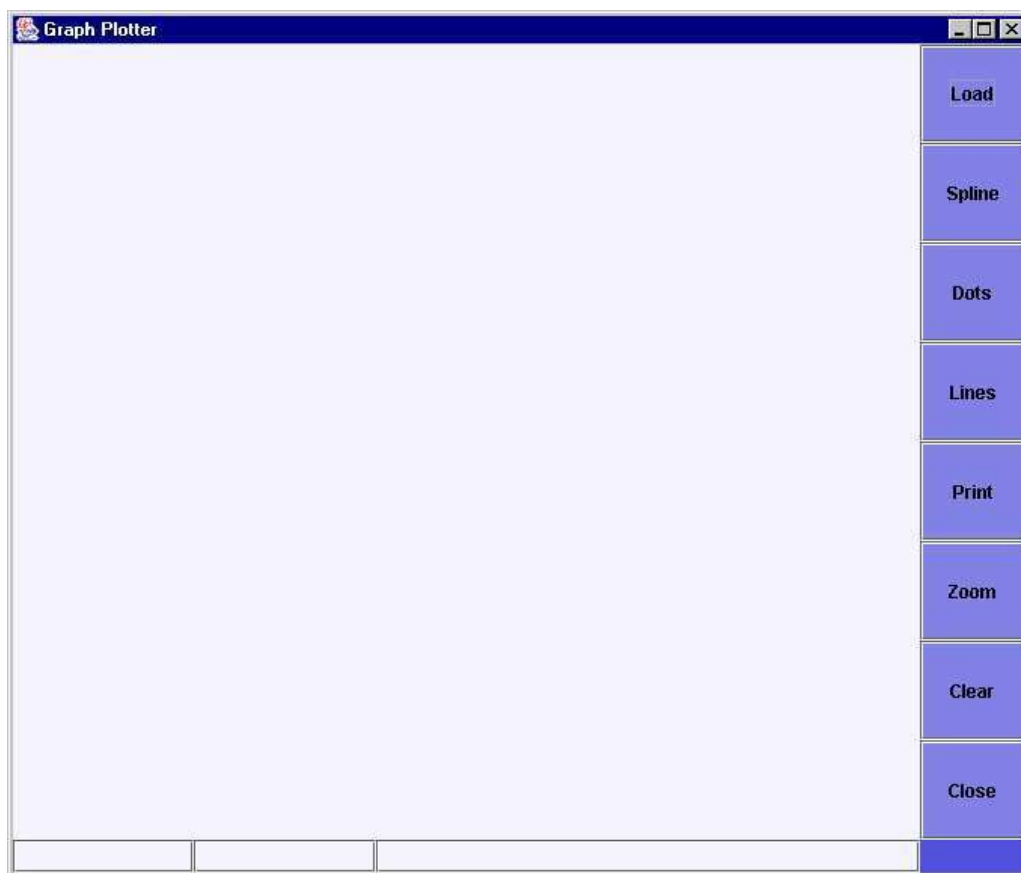 Graph Plotter
Load
Spline
Dots
Lines
Print
Zoom
Clear
Close